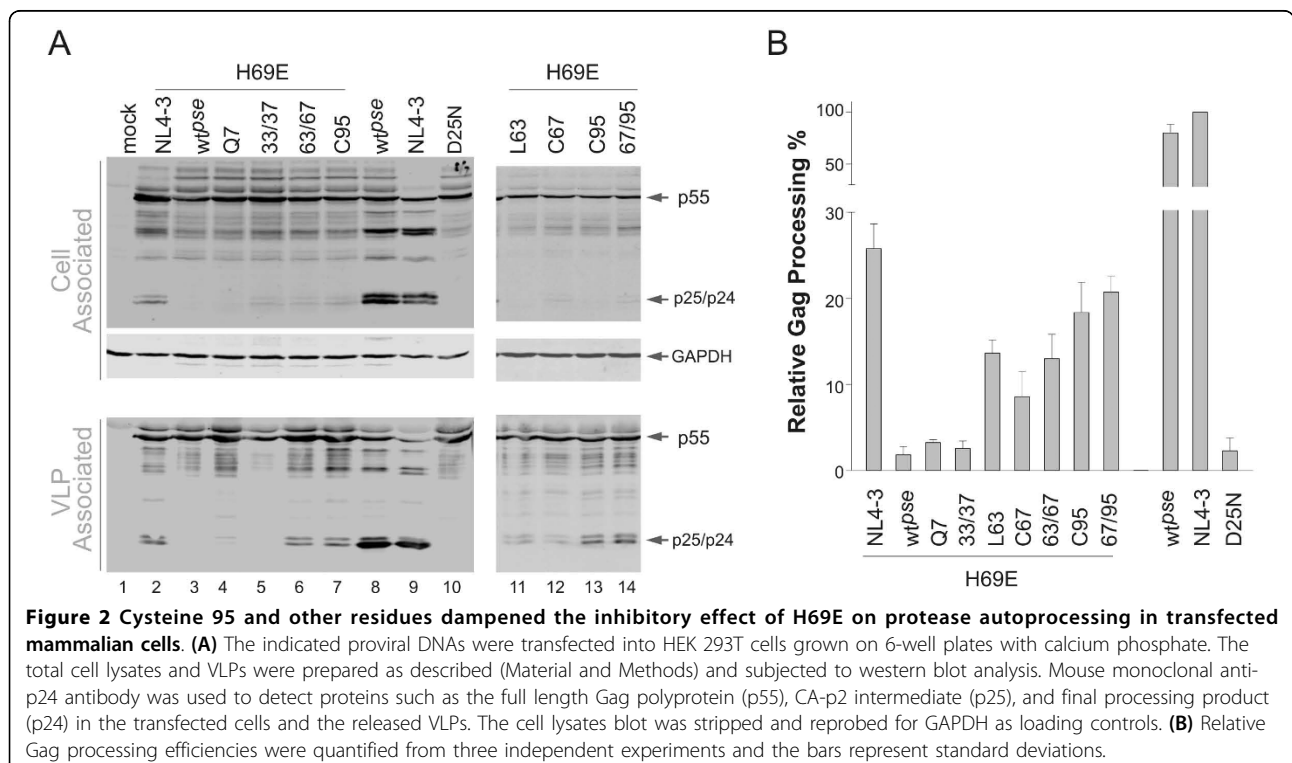 A
H69E
mock
NL4-3
wtpse
Q7
33/37
63/67
C95
wtpse
NL4-3
D25N
H69E
L63
C67
C95
67/95
Cell
Associated
p55
p25/p24
GAPDH
VLP
Associated
p55
p25/p24
1 2 3 4 5 6 7 8 9 10 11 12 13 14
B
Relative Gag Processing %
100
50
30
20
10
0
NL4-3
wtpse
Q7
33/37
L63
C67
63/67
C95
67/95
wtpse
NL4-3
D25N
H69E
Figure 2 Cysteine 95 and other residues dampened the inhibitory effect of H69E on protease autoprocessing in transfected
mammalian cells. (A) The indicated proviral DNAs were transfected into HEK 293T cells grown on 6-well plates with calcium phosphate. The
total cell lysates and VLPs were prepared as described (Material and Methods) and subjected to western blot analysis. Mouse monoclonal anti-
p24 antibody was used to detect proteins such as the full length Gag polyprotein (p55), CA-p2 intermediate (p25), and final processing product
(p24) in the transfected cells and the released VLPs. The cell lysates blot was stripped and reprobed for GAPDH as loading controls. (B) Relative
Gag processing efficiencies were quantified from three independent experiments and the bars represent standard deviations.